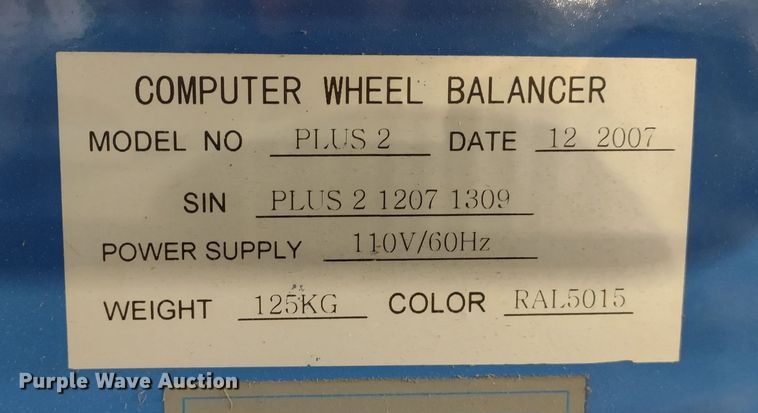 COMPUTER WHEEL BALANCER
MODEL NO PLUS 2 DATE 12 2007
SIN PLUS 2 1207 1309
POWER SUPPLY 110V/60Hz
WEIGHT 125KG COLOR RAL5015
Purple Wave Auction